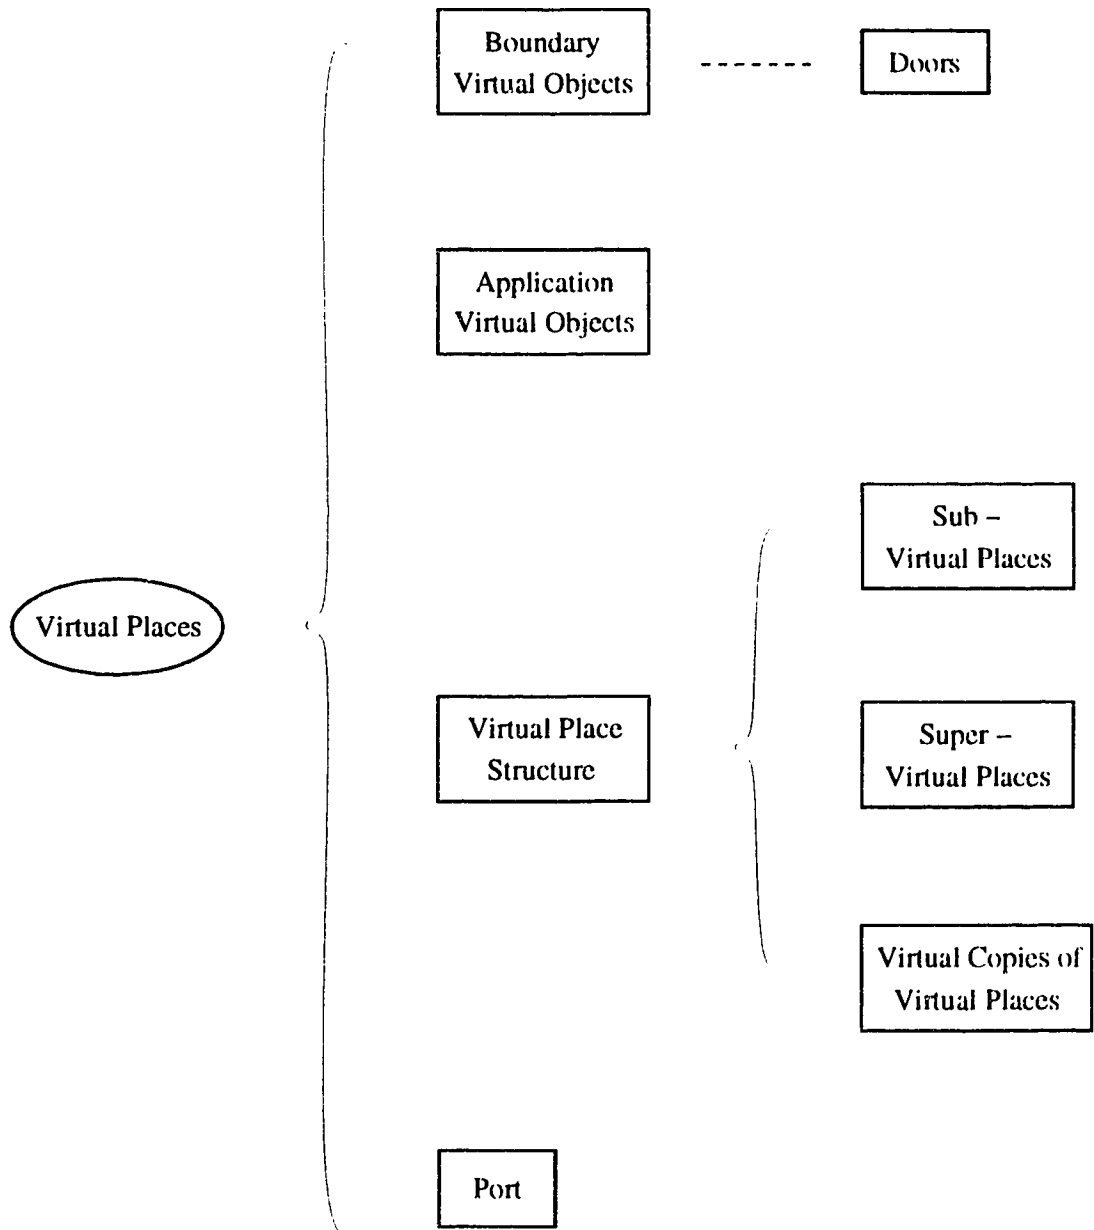 Boundary
Virtual Objects
Doors
Application
Virtual Objects
Sub –
Virtual Places
Virtual Places
Virtual Place
Structure
Super –
Virtual Places
Virtual Copies of
Virtual Places
Port